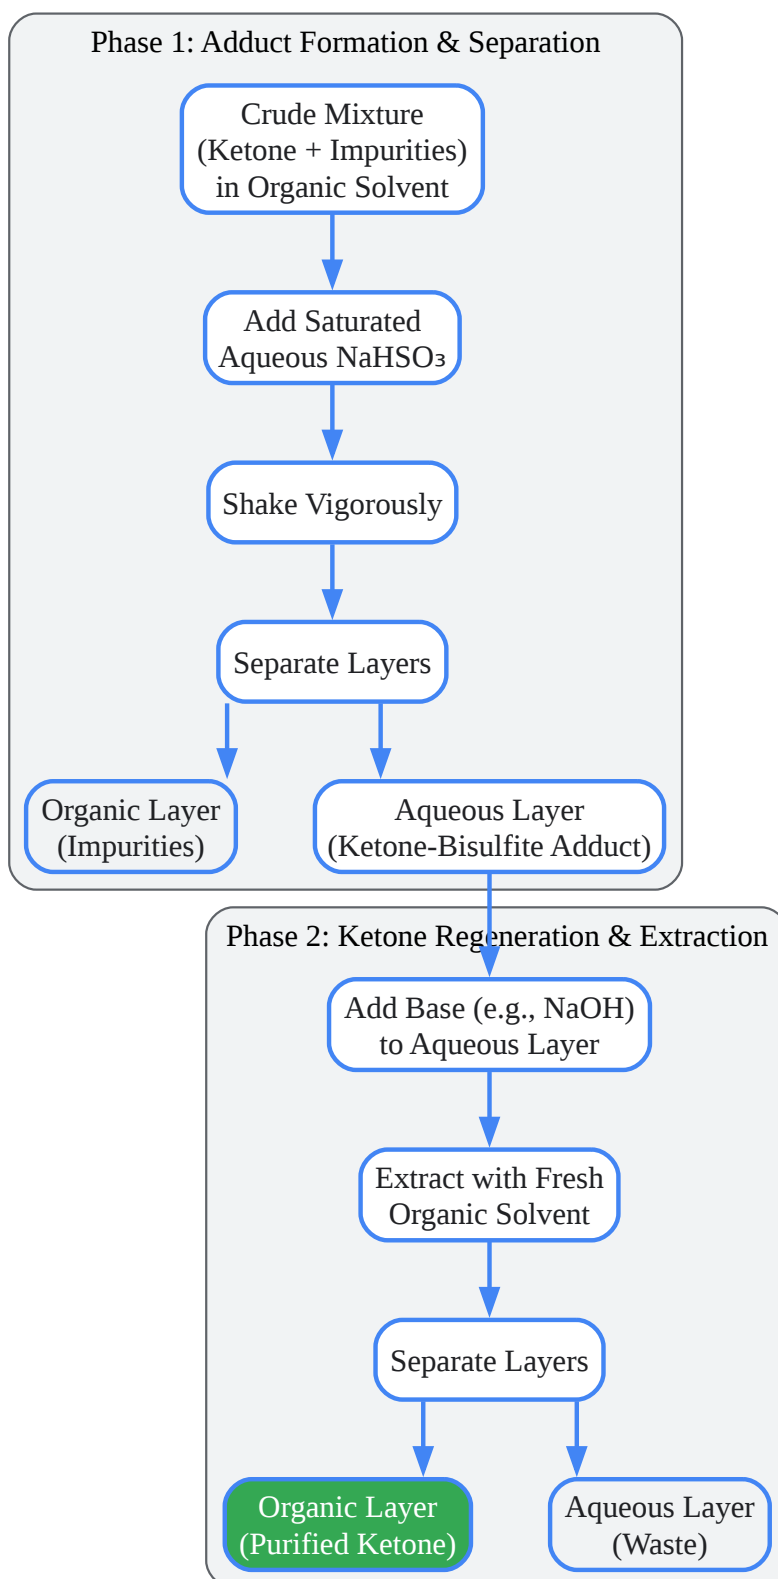 Phase 1: Adduct Formation & Separation
Crude Mixture
(Ketone + Impurities)
in Organic Solvent
Add Saturated
Aqueous NaHSO₃
Shake Vigorously
Separate Layers
Organic Layer
(Impurities)
Aqueous Layer
(Ketone-Bisulfite Adduct)
Phase 2: Ketone Regeneration & Extraction
Add Base (e.g., NaOH)
to Aqueous Layer
Extract with Fresh
Organic Solvent
Separate Layers
Organic Layer
(Purified Ketone)
Aqueous Layer
(Waste)